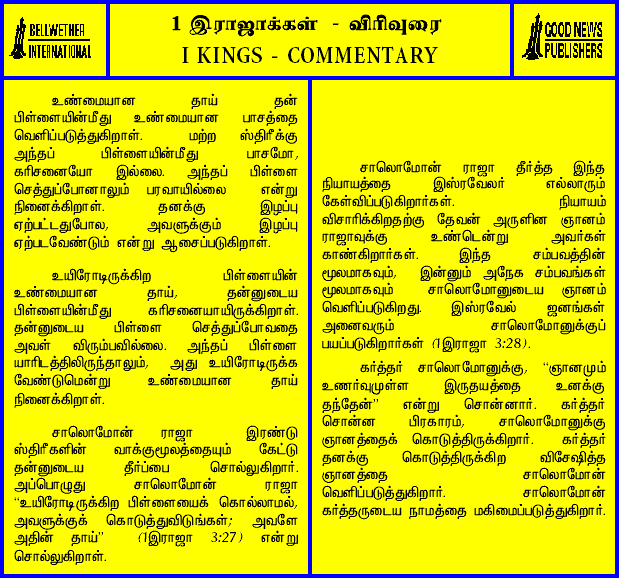 BELLWETHER
INTERNATIONAL
1 இராஜாக்கள் - விரிவுரை
I KINGS - COMMENTARY
GOOD NEWS
PUBLISHERS
உண்மையான தாய் தன்
பிள்ளையின்மீது உண்மையான பாசத்தை
வெளிப்படுத்துகிறாள். மற்ற ஸ்திரீக்கு
அந்தப் பிள்ளையின்மீது பாசமோ,
கரிசனையோ இல்லை. அந்தப் பிள்ளை
செத்துப்போனாலும் பரவாயில்லை என்று
நினைக்கிறாள். தனக்கு இழப்பு
ஏற்பட்டதுபோல, அவளுக்கும் இழப்பு
ஏற்படவேண்டும் என்று ஆசைப்படுகிறாள்.
உயிரோடிருக்கிற பிள்ளையின்
உண்மையான தாய், தன்னுடைய
பிள்ளையின்மீது கரிசனையாயிருக்கிறாள்.
தன்னுடைய பிள்ளை செத்துப்போவதை
அவள் விரும்பவில்லை. அந்தப் பிள்ளை
யாரிடத்திலிருந்தாலும், அது உயிரோடிருக்க
வேண்டுமென்று உண்மையான தாய்
நினைக்கிறாள்.
சாலொமோன் ராஜா இரண்டு
ஸ்திரீகளின் வாக்குமூலத்தையும் கேட்டு
தன்னுடைய தீர்ப்பை சொல்லுகிறார்.
அப்பொழுது சாலொமோன் ராஜா
“உயிரோடிருக்கிற பிள்ளையைக் கொல்லாமல்,
அவளுக்குக் கொடுத்துவிடுங்கள்; அவளே
அதின் தாய்” (1இராஜா 3:27) என்று
சொல்லுகிறாள்.
சாலொமோன் ராஜா தீர்த்த இந்த
நியாயத்தை இஸ்ரவேலர் எல்லாரும்
கேள்விப்படுகிறார்கள். நியாயம்
விசாரிக்கிறதற்கு தேவன் அருளின ஞானம்
ராஜாவுக்கு உண்டென்று அவர்கள்
காண்கிறார்கள். இந்த சம்பவத்தின்
மூலமாகவும், இன்னும் அநேக சம்பவங்கள்
மூலமாகவும் சாலொமோனுடைய ஞானம்
வெளிப்படுகிறது. இஸ்ரவேல் ஜனங்கள்
அனைவரும் சாலொமோனுக்குப்
பயப்படுகிறார்கள் (1இராஜா 3:28).
கர்த்தர் சாலொமோனுக்கு, “ஞானமும்
உணர்வுமுள்ள இருதயத்தை உனக்கு
தந்தேன்” என்று சொன்னார். கர்த்தர்
சொன்ன பிரகாரம், சாலொமோனுக்கு
ஞானத்தைக் கொடுத்திருக்கிறார். கர்த்தர்
தனக்கு கொடுத்திருக்கிற விசேஷித்த
ஞானத்தை சாலொமோன்
வெளிப்படுத்துகிறார். சாலொமோன்
கர்த்தருடைய நாமத்தை மகிமைப்படுத்துகிறார்.